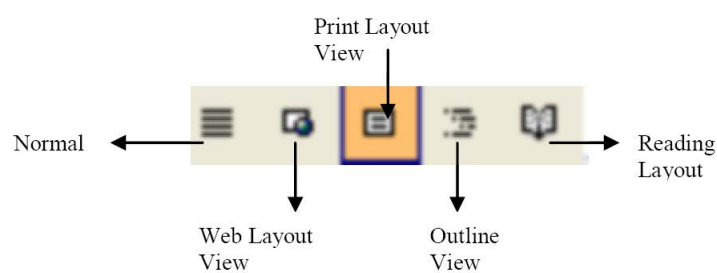 Print Layout
View
Normal
Reading
Layout
Web Layout
View
Outline
View